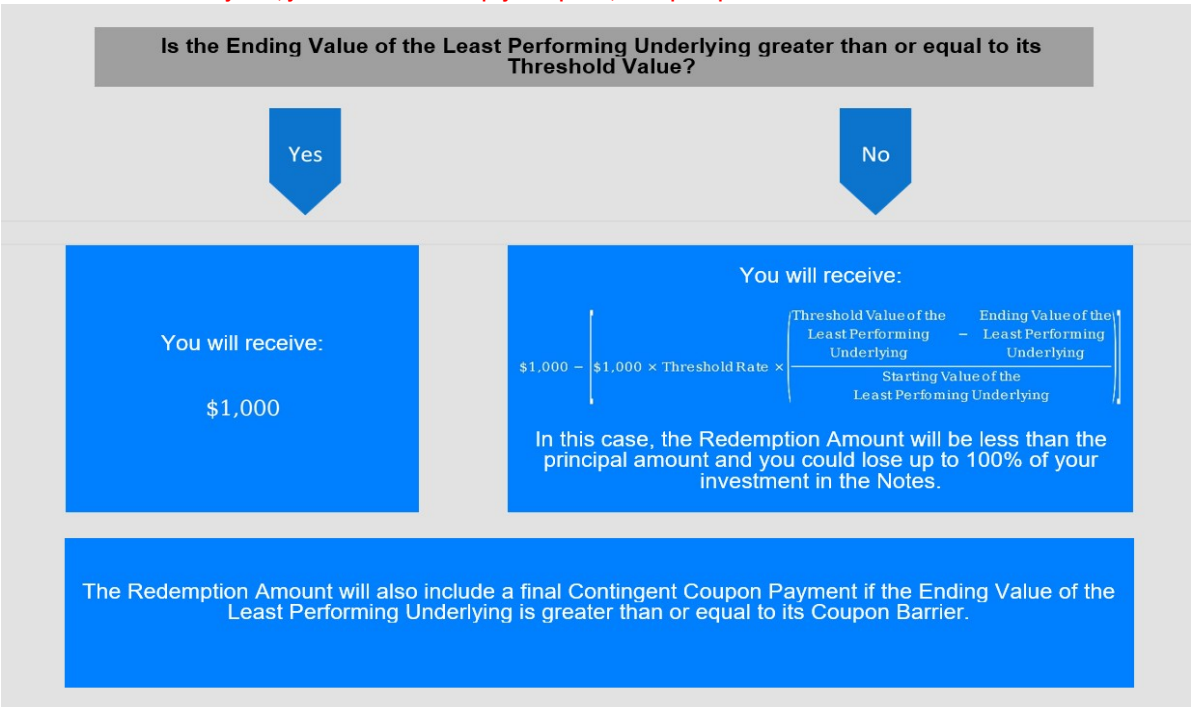 Is the Ending Value of the Least Performing Underlying greater than or equal to its
Threshold Value?
Yes
No
You will receive:
$1,000
You will receive:
$1,000 − [$1,000 × Threshold Rate × (
Threshold Value of the
Least Performing
Underlying
−
Ending Value of the
Least Performing
Underlying
Starting Value of the
Least Perfoming Underlying
)]
In this case, the Redemption Amount will be less than the
principal amount and you could lose up to 100% of your
investment in the Notes.
The Redemption Amount will also include a final Contingent Coupon Payment if the Ending Value of the
Least Performing Underlying is greater than or equal to its Coupon Barrier.